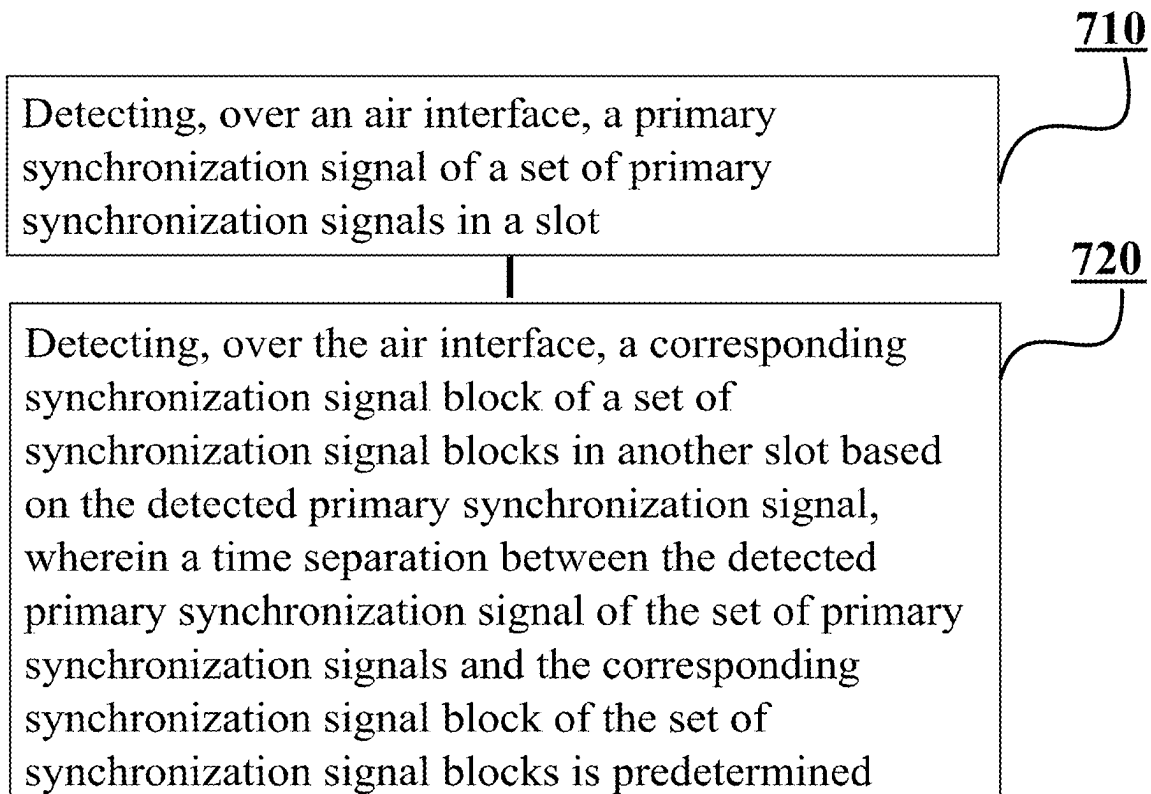 710
Detecting, over an air interface, a primary
synchronization signal of a set of primary
synchronization signals in a slot
720
Detecting, over the air interface, a corresponding
synchronization signal block of a set of
synchronization signal blocks in another slot based
on the detected primary synchronization signal,
wherein a time separation between the detected
primary synchronization signal of the set of primary
synchronization signals and the corresponding
synchronization signal block of the set of
synchronization signal blocks is predetermined